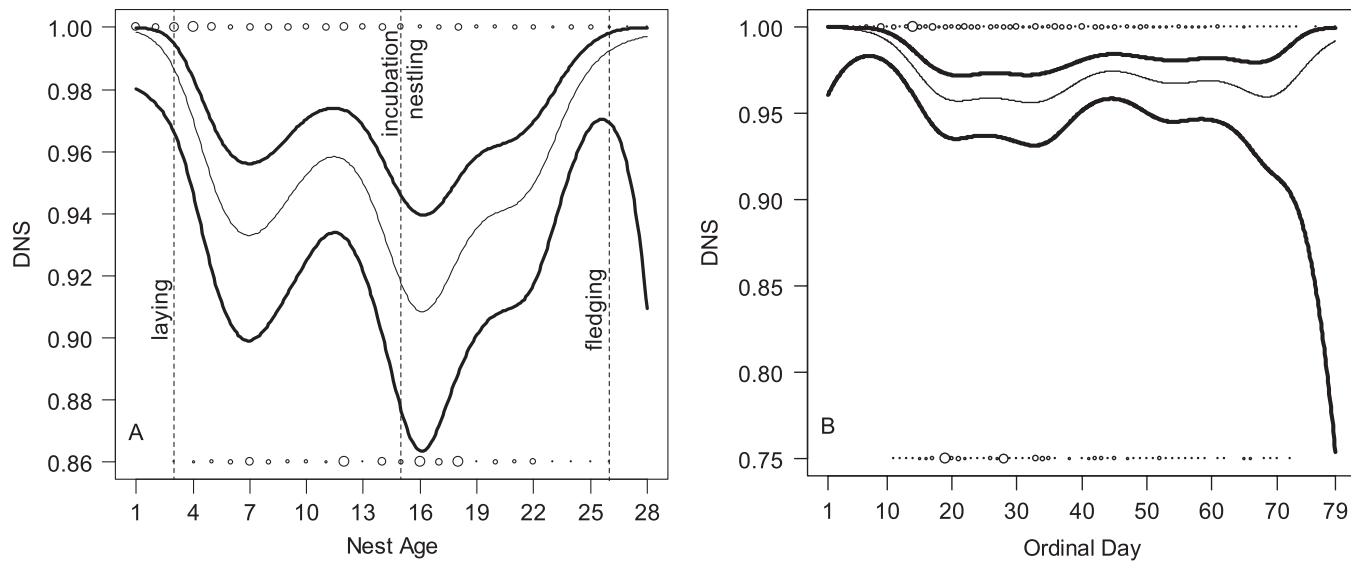 DNS
1.00
0.98
0.96
0.94
0.92
0.90
0.88
0.86
laying
incubation
nestling
fledging
A
1 4 7 10 13 16 19 22 25 28
Nest Age
DNS
1.00
0.95
0.90
0.85
0.80
0.75
B
1 10 20 30 40 50 60 70 79
Ordinal Day